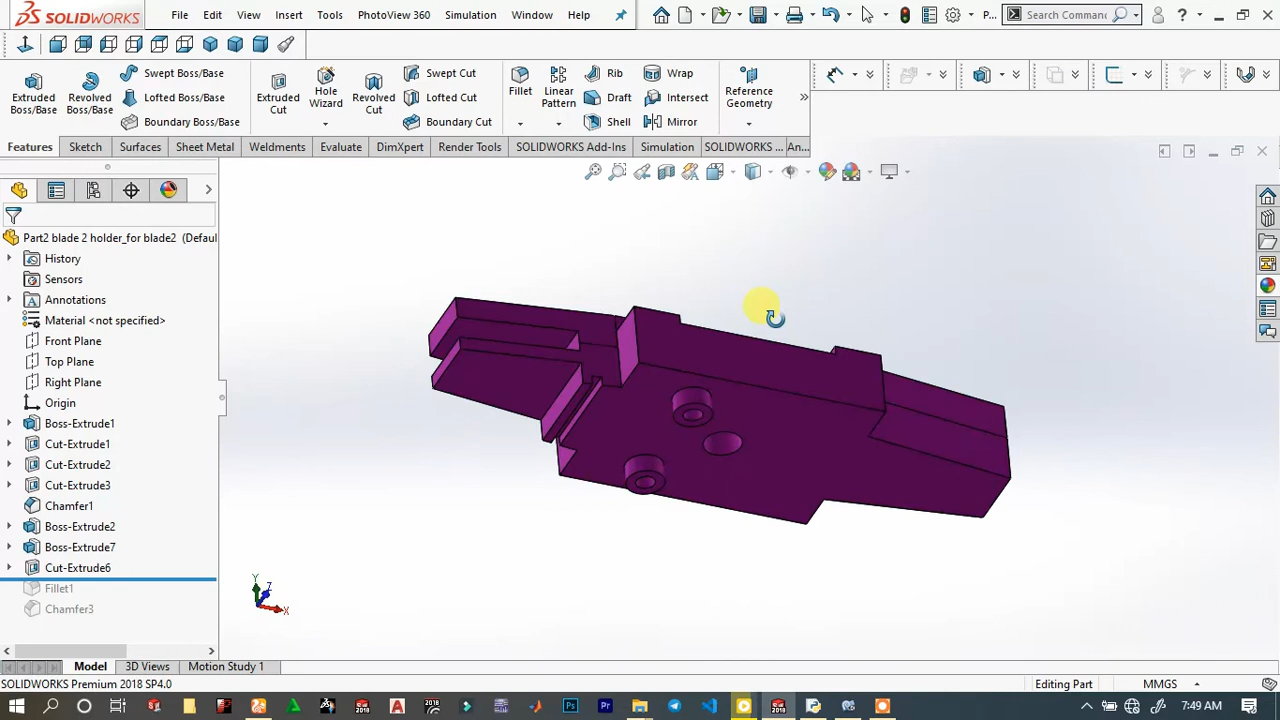 SOLIDWORKS File Edit View Insert Tools PhotoView 360 Simulation Window Help P... Search Comman
Extruded Boss/Base Revolved Boss/Base Swept Boss/Base Extruded Cut Hole Wizard Revolved Cut Swept Cut Fillet Linear Pattern Rib Wrap Reference Geometry
Lofted Boss/Base Lofted Cut Draft Intersect
Boundary Boss/Base Boundary Cut Shell Mirror
Features Sketch Surfaces Sheet Metal Weldments Evaluate DimXpert Render Tools SOLIDWORKS Add-Ins Simulation SOLIDWORKS ... An...
Part2 blade 2 holder_for blade2 (Defaul
History
Sensors
Annotations
Material <not specified>
Front Plane
Top Plane
Right Plane
Origin
Boss-Extrude1
Cut-Extrude1
Cut-Extrude2
Cut-Extrude3
Chamfer1
Boss-Extrude2
Boss-Extrude7
Cut-Extrude6
Fillet1
Chamfer3
Y
Z
X
Model 3D Views Motion Study 1
SOLIDWORKS Premium 2018 SP4.0 Editing Part MMGS
7:49 AM